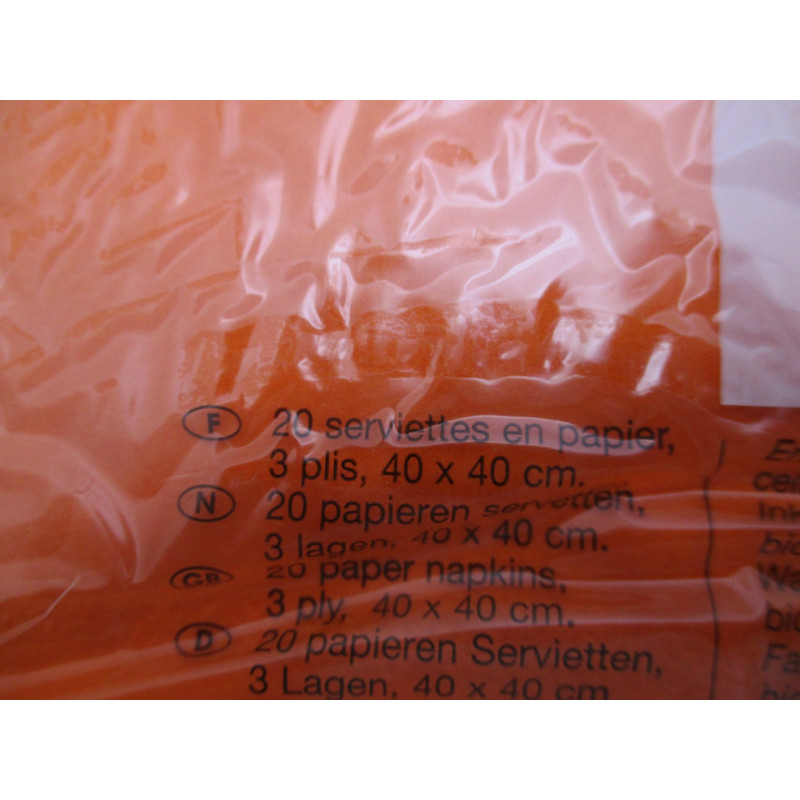 F 20 serviettes en papier,
3 plis, 40 x 40 cm.
N 20 papieren servetten,
3 lagen, 40 x 40 cm.
GB 20 paper napkins,
3 ply, 40 x 40 cm.
D 20 papieren Servietten,
3 Lagen, 40 x 40 cm